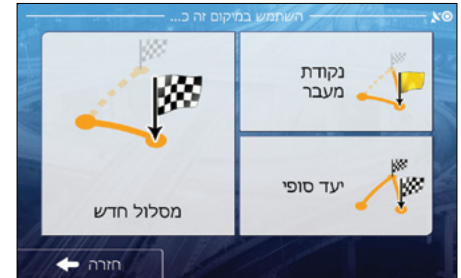 השתמש במיקום זה כ...
נקודת
מעבר
מסלול חדש
יעד סופי
חזרה